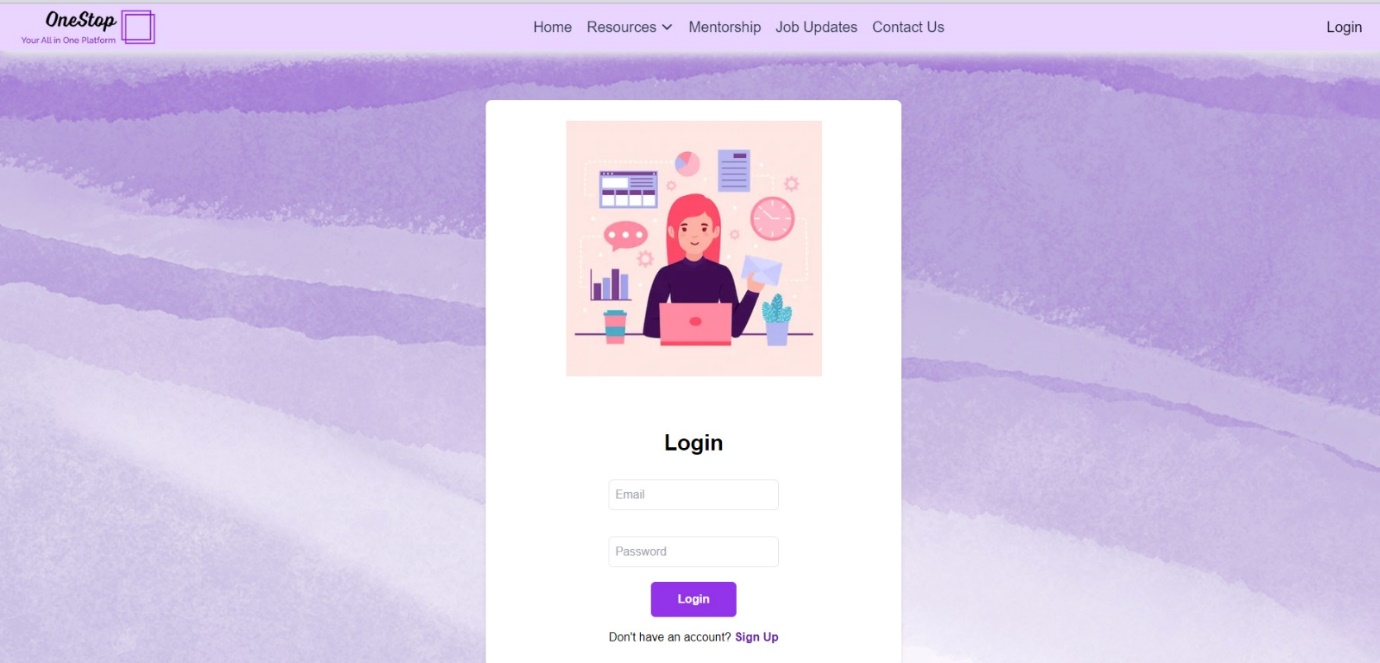 OneStop
Your All in One Platform
Home Resources Mentorship Job Updates Contact Us Login
Login
Email
Password
Login
Don't have an account? Sign Up